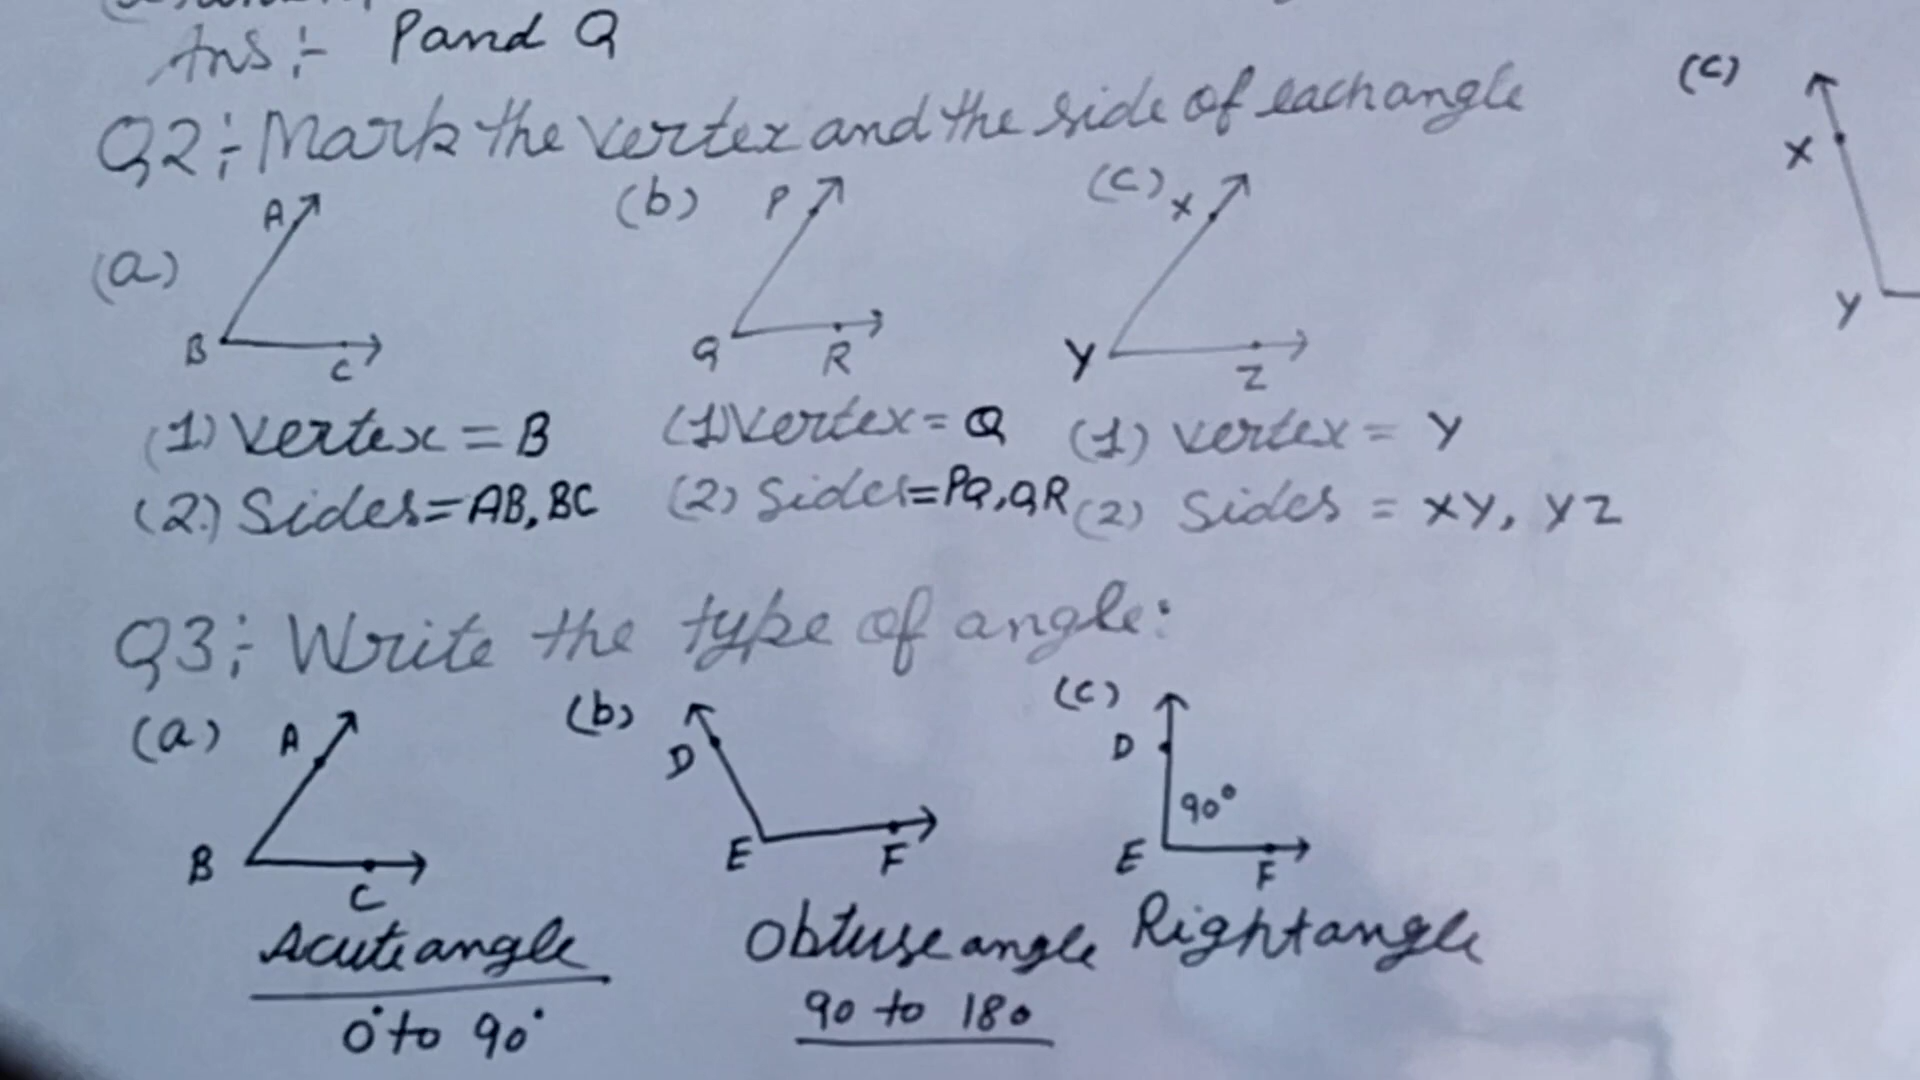 Ans :- P and Q
Q2:- Mark the vertex and the side of each angle
(a) A B C
(b) P Q R
(c) X Y Z
(c) X Y
(1) Vertex = B
(2) Sides = AB, BC
(1) Vertex = Q
(2) Sides = PQ, QR
(1) Vertex = Y
(2) Sides = XY, YZ
Q3:- Write the type of angle:
(a) A B C
(b) D E F
(c) D 90° E F
Acute angle
0° to 90°
Obtuse angle
90 to 180
Right angle